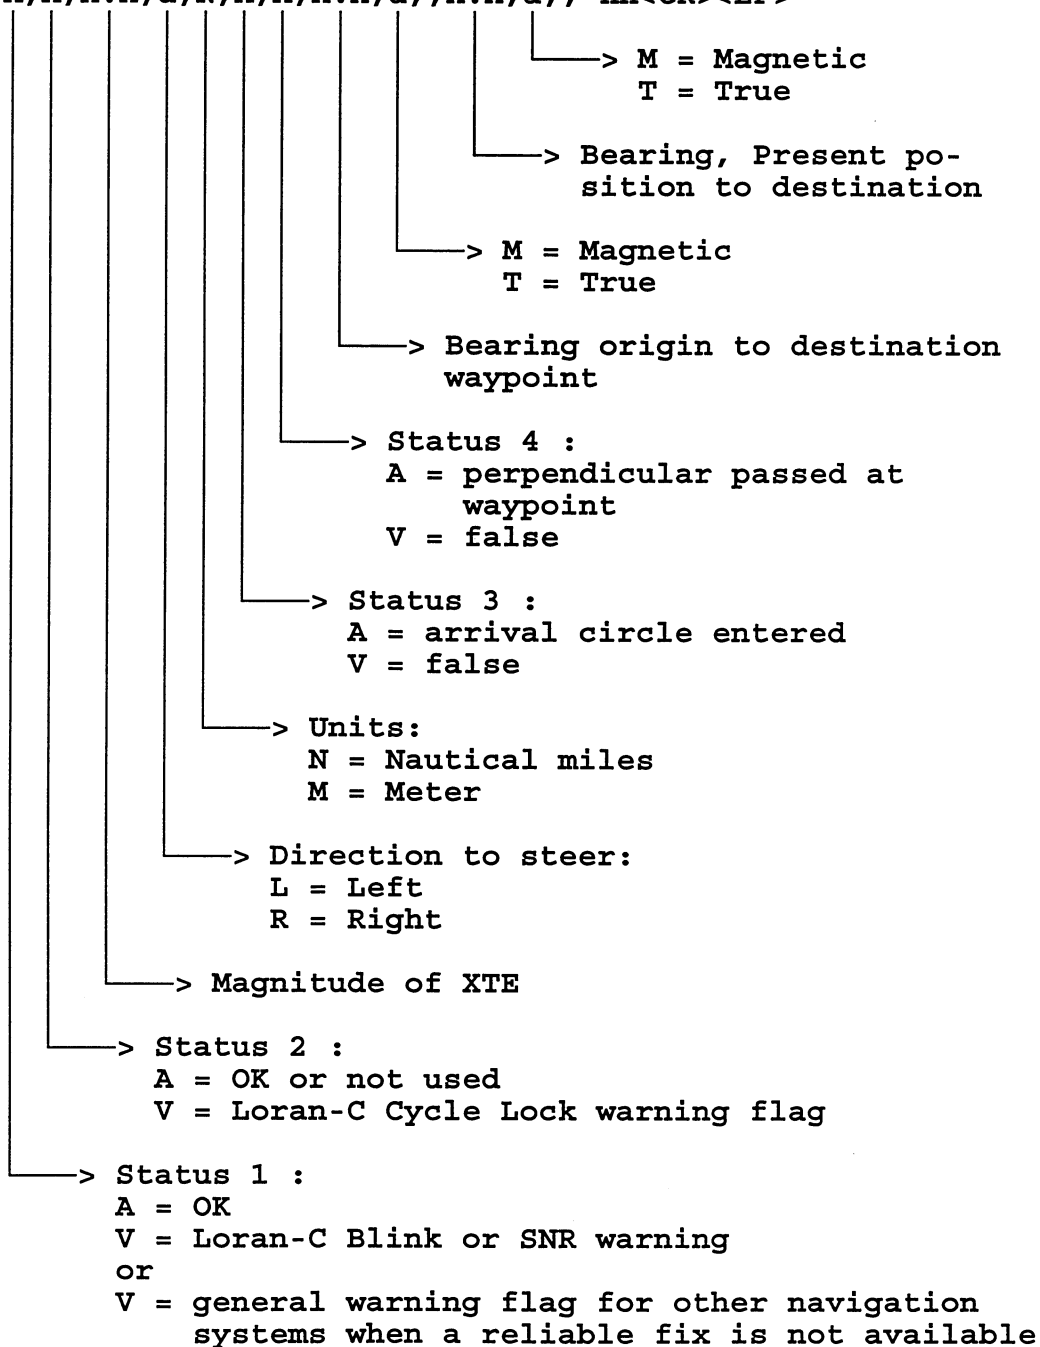 M = Magnetic
T = True
Bearing, Present po-
sition to destination
M = Magnetic
T = True
Bearing origin to destination
waypoint
Status 4 :
A = perpendicular passed at
waypoint
V = false
Status 3 :
A = arrival circle entered
V = false
Units:
N = Nautical miles
M = Meter
Direction to steer:
L = Left
R = Right
Magnitude of XTE
Status 2 :
A = OK or not used
V = Loran-C Cycle Lock warning flag
Status 1 :
A = OK
V = Loran-C Blink or SNR warning
or
V = general warning flag for other navigation
systems when a reliable fix is not available